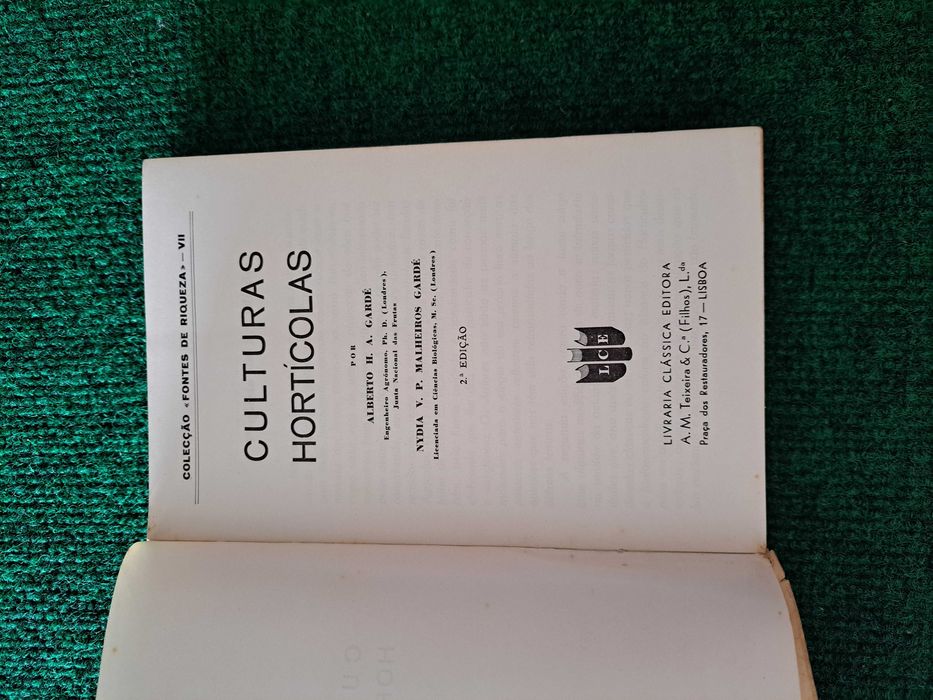 COLECÇÃO «FONTES DE RIQUEZA» — VII
CULTURAS
HORTÍCOLAS
POR
ALBERTO H. A. GARDÉ
Engenheiro Agrónomo, Ph. D. (Londres),
Junta Nacional das Frutas
NYDIA V. P. MALHEIROS GARDÉ
Licenciada em Ciências Biológicas, M. Sc. (Londres)
2.ª EDIÇÃO
LCE
LIVRARIA CLÁSSICA EDITORA
A. M. Teixeira & C.ª (Filhos), L.da
Praça dos Restauradores, 17 — LISBOA